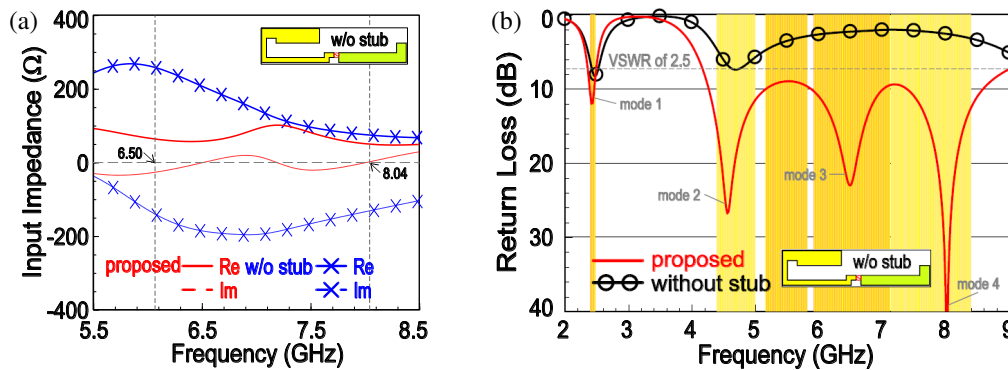 (a)
400
200
0
-200
-400
Input Impedance (Ω)
w/o stub
6.50
8.04
proposed Re w/o stub Re
Im Im
5.5 6.5 7.5 8.5
Frequency (GHz)
(b)
0
10
20
30
40
Return Loss (dB)
VSWR of 2.5
mode 1
mode 2
mode 3
mode 4
proposed
without stub
w/o stub
2 3 4 5 6 7 8 9
Frequency (GHz)